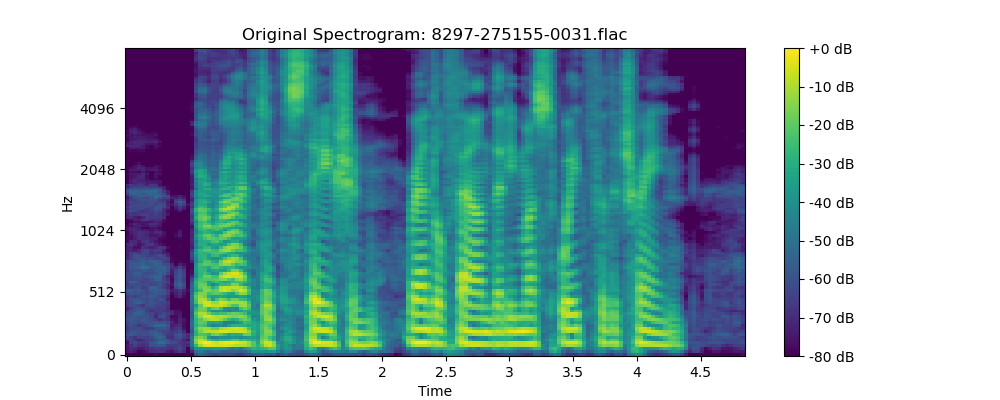 Original Spectrogram: 8297-275155-0031.flac
+0 dB
4096
-10 dB
-20 dB
2048
-30 dB
Hz
-40 dB
1024
-50 dB
512
-60 dB
-70 dB
0
-80 dB
0 0.5 1 1.5 2 2.5 3 3.5 4 4.5
Time